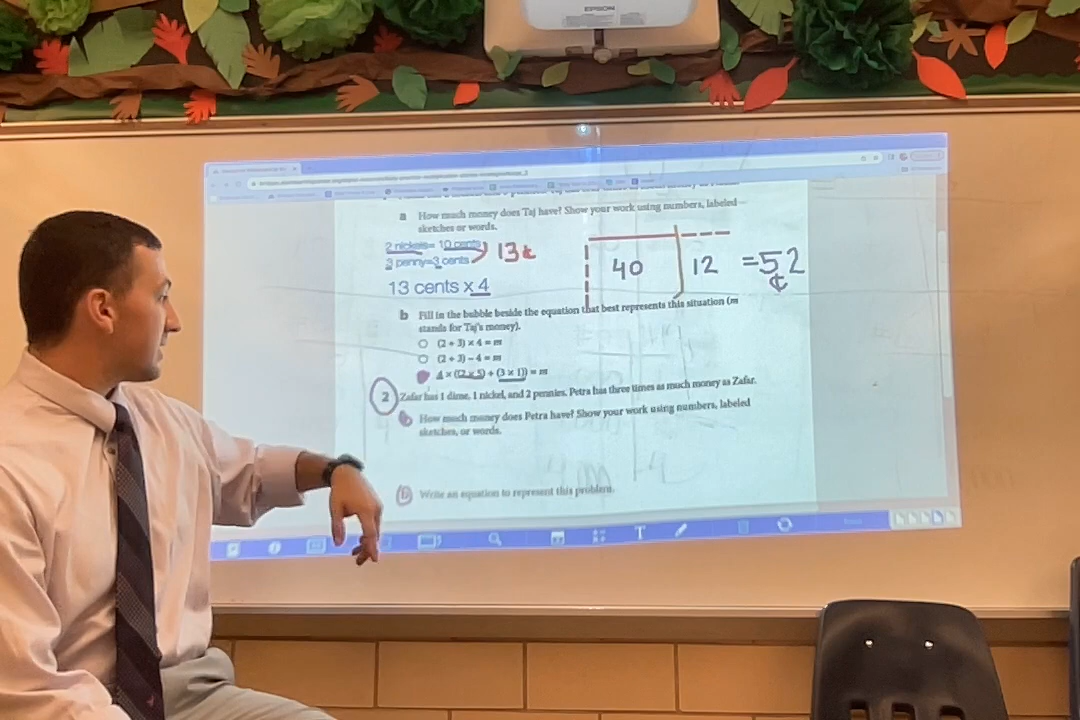 EPSON
a How much money does Taj have? Show your work using numbers, labeled
sketches or words.
2 nickels= 10 cents
3 penny=3 cents
13¢
13 cents x 4
40 12 =52
¢
b Fill in the bubble beside the equation that best represents this situation (m
stands for Taj's money).
(2 + 3) × 4 = m
(2 + 3) − 4 = m
4 × ((2 × 5) + (3 × 1)) = m
2 Zafar has 1 dime, 1 nickel, and 2 pennies. Petra has three times as much money as Zafar.
How much money does Petra have? Show your work using numbers, labeled
sketches, or words.
b Write an equation to represent this problem.
T